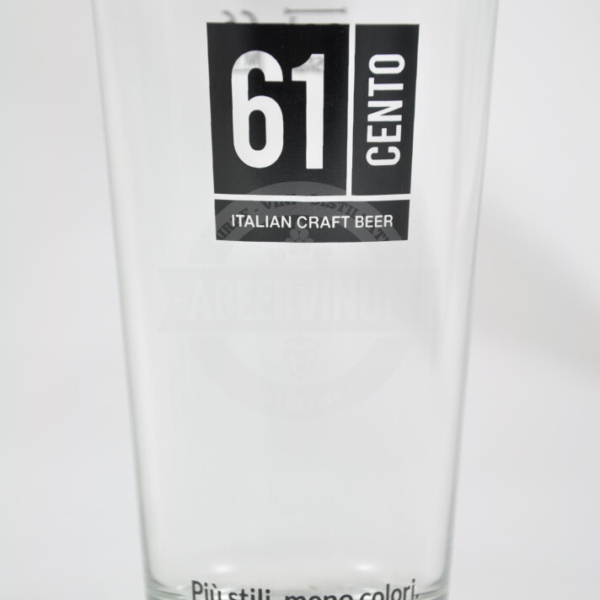 61
CENTO
ITALIAN CRAFT BEER
ABEERVINUM
Più stili, meno colori.